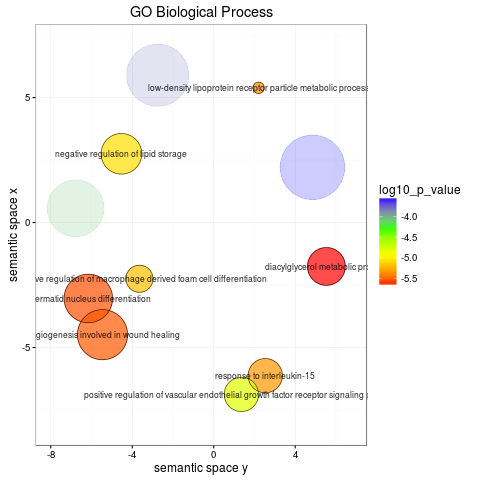 GO Biological Process
low-density lipoprotein receptor particle metabolic process
negative regulation of lipid storage
diacylglycerol metabolic pr
ve regulation of macrophage derived foam cell differentiation
ermatid nucleus differentiation
giogenesis involved in wound healing
response to interleukin-15
positive regulation of vascular endothelial growth factor receptor signaling
5
0
-5
-8
-4
0
4
semantic space x
semantic space y
log10_p_value
-4.0
-4.5
-5.0
-5.5